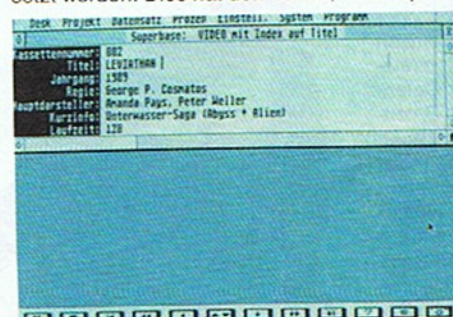 Desk Projekt Datensatz Prozeß Einstell. System Programm
Superbase: VIDEO mit Index auf Titel
Kassettennummer: 002
Titel: LEVIATHAN
Jahrgang: 1989
Regie: George P. Cosmatos
Hauptdarsteller: Amanda Pays, Peter Weller
Kurzinfo: Unterwasser-Saga (Abyss + Alien)
Laufzeit: 120